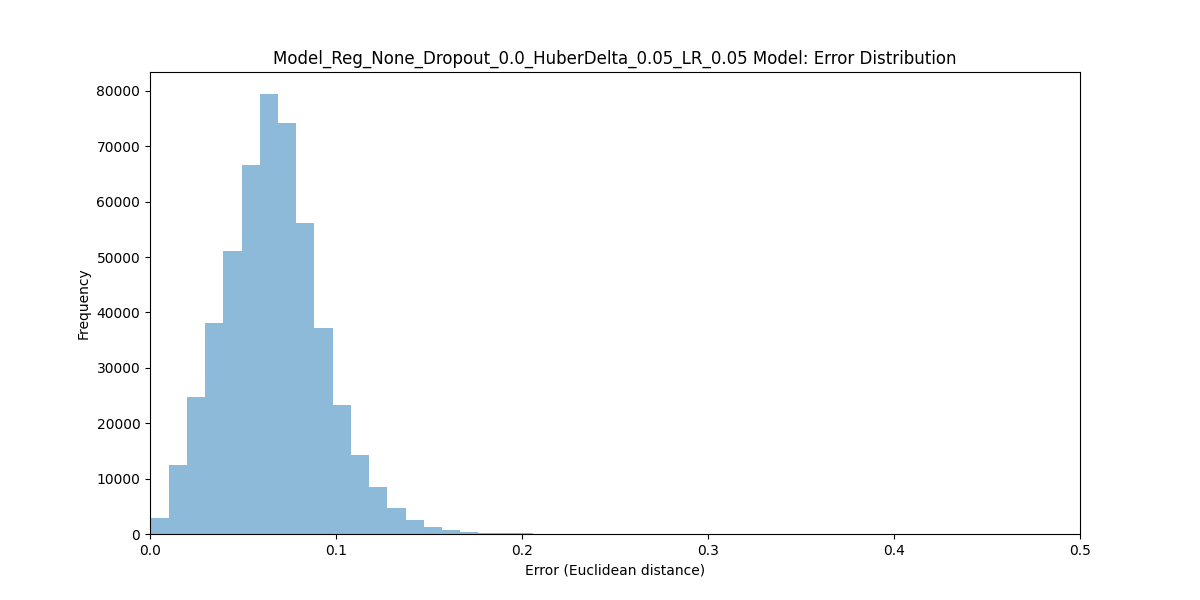 Model_Reg_None_Dropout_0.0_HuberDelta_0.05_LR_0.05 Model: Error Distribution
80000
70000
60000
50000
40000
30000
20000
10000
0
Frequency
0.0 0.1 0.2 0.3 0.4 0.5
Error (Euclidean distance)